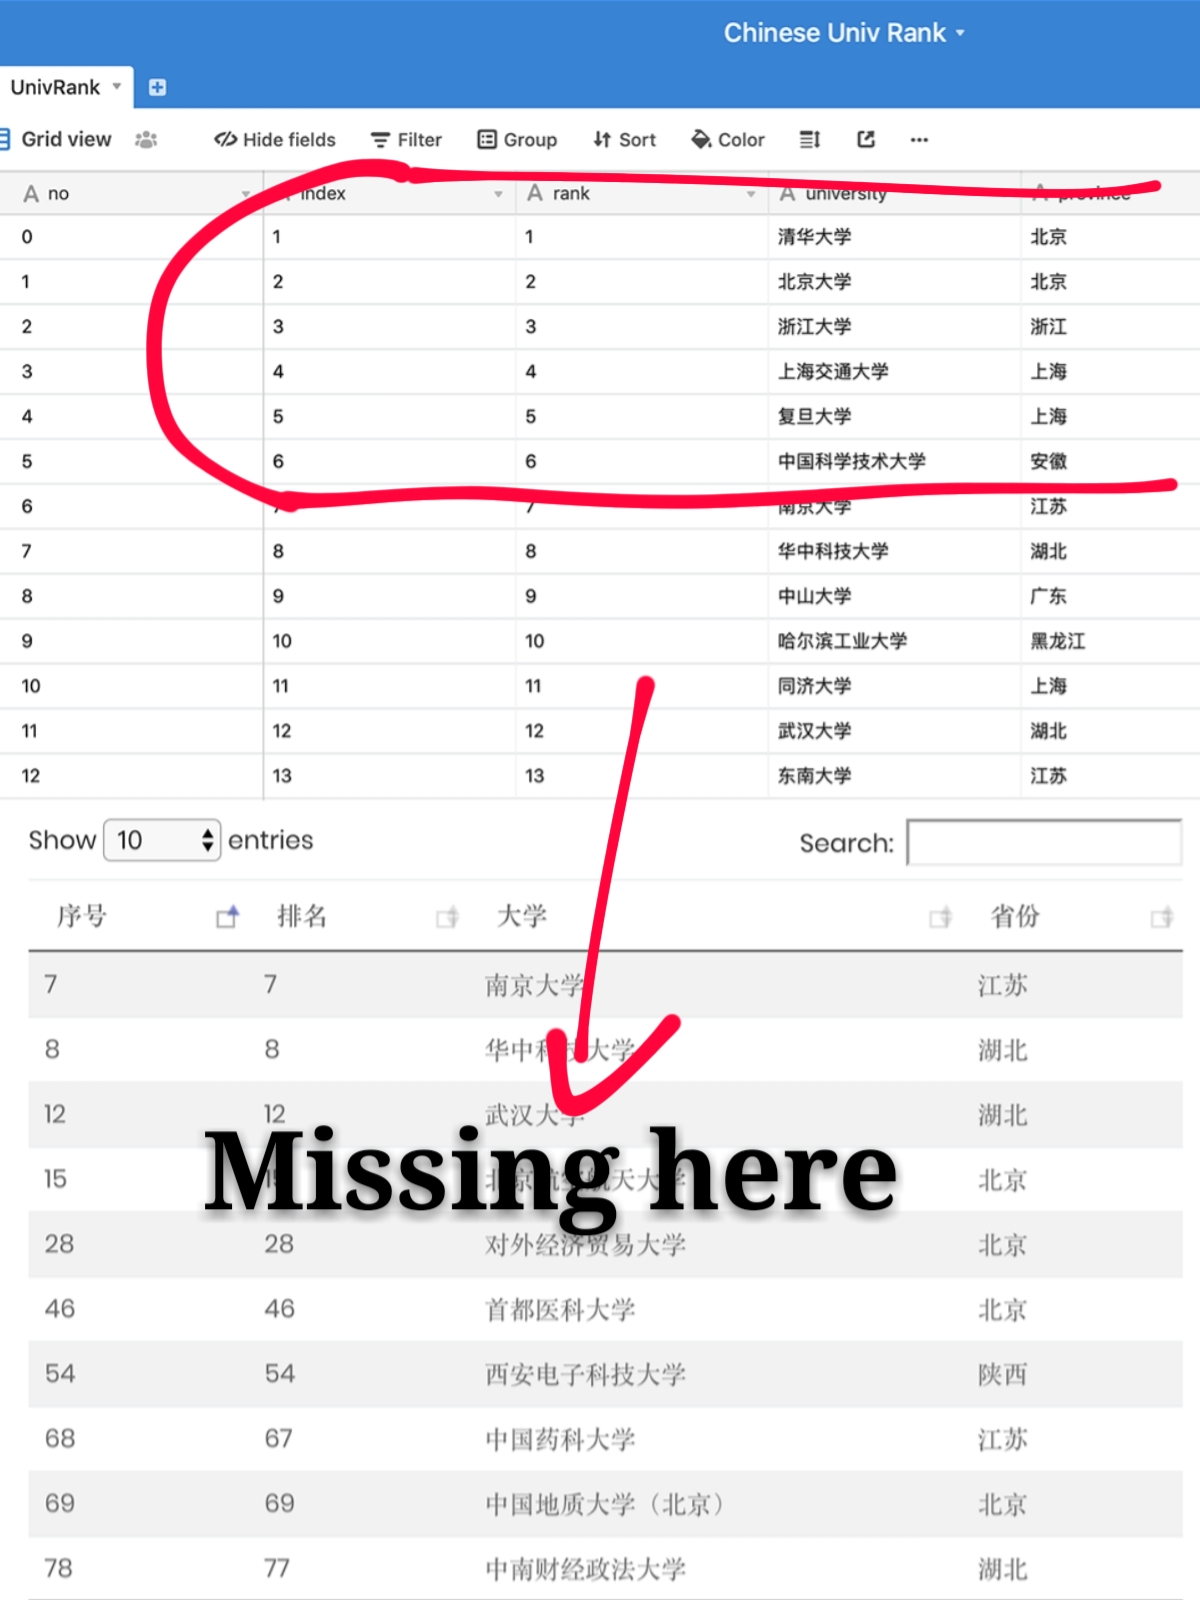 Chinese Univ Rank
UnivRank
Grid view Hide fields Filter Group Sort Color
no index rank university province
0 1 1 清华大学 北京
1 2 2 北京大学 北京
2 3 3 浙江大学 浙江
3 4 4 上海交通大学 上海
4 5 5 复旦大学 上海
5 6 6 中国科学技术大学 安徽
6 7 7 南京大学 江苏
7 8 8 华中科技大学 湖北
8 9 9 中山大学 广东
9 10 10 哈尔滨工业大学 黑龙江
10 11 11 同济大学 上海
11 12 12 武汉大学 湖北
12 13 13 东南大学 江苏
Show 10 entries Search:
序号 排名 大学 省份
7 7 南京大学 江苏
8 8 华中科技大学 湖北
12 12 武汉大学 湖北
Missing here
15 15 北京航空航天大学 北京
28 28 对外经济贸易大学 北京
46 46 首都医科大学 北京
54 54 西安电子科技大学 陕西
68 67 中国药科大学 江苏
69 69 中国地质大学（北京） 北京
78 77 中南财经政法大学 湖北